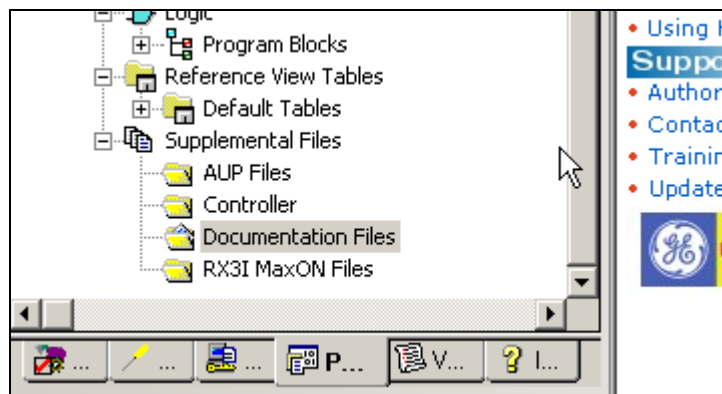 Logic
Program Blocks
Reference View Tables
Default Tables
Supplemental Files
AUP Files
Controller
Documentation Files
RX3I MaxON Files
... ... ... P... V... I...
Using
Suppo
Author
Contac
Trainin
Update
GE